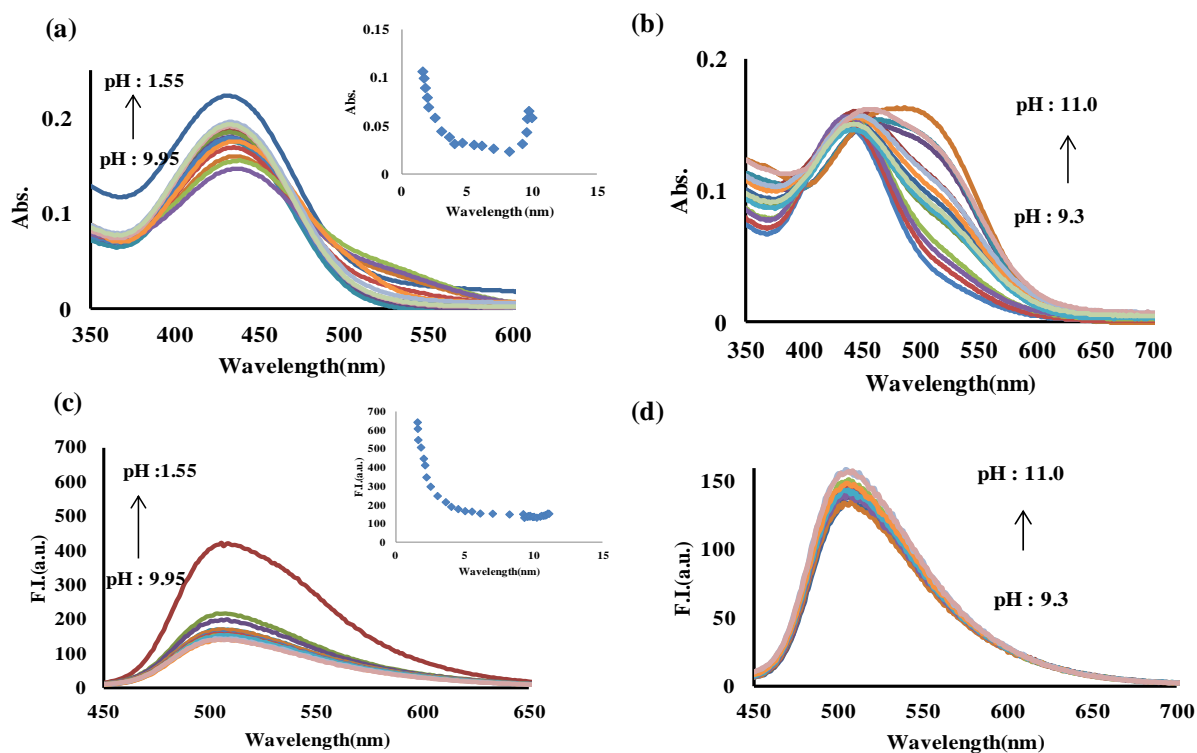 (a)
pH : 1.55
pH : 9.95
Abs.
0.2
0.1
0
350 400 450 500 550 600
Wavelength(nm)
Abs.
0.15
0.1
0.05
0
0 5 10 15
Wavelength (nm)
(b)
pH : 11.0
pH : 9.3
Abs.
0.2
0.1
0
350 400 450 500 550 600 650 700
Wavelength(nm)
(c)
pH :1.55
pH : 9.95
F.I.(a.u.)
700
600
500
400
300
200
100
0
450 500 550 600 650
Wavelength(nm)
F.I.(a.u.)
700
600
500
400
300
200
100
0
0 5 10 15
Wavelength(nm)
(d)
pH : 11.0
pH : 9.3
F.I.(a.u.)
150
100
50
0
450 500 550 600 650 700
Wavelength(nm)